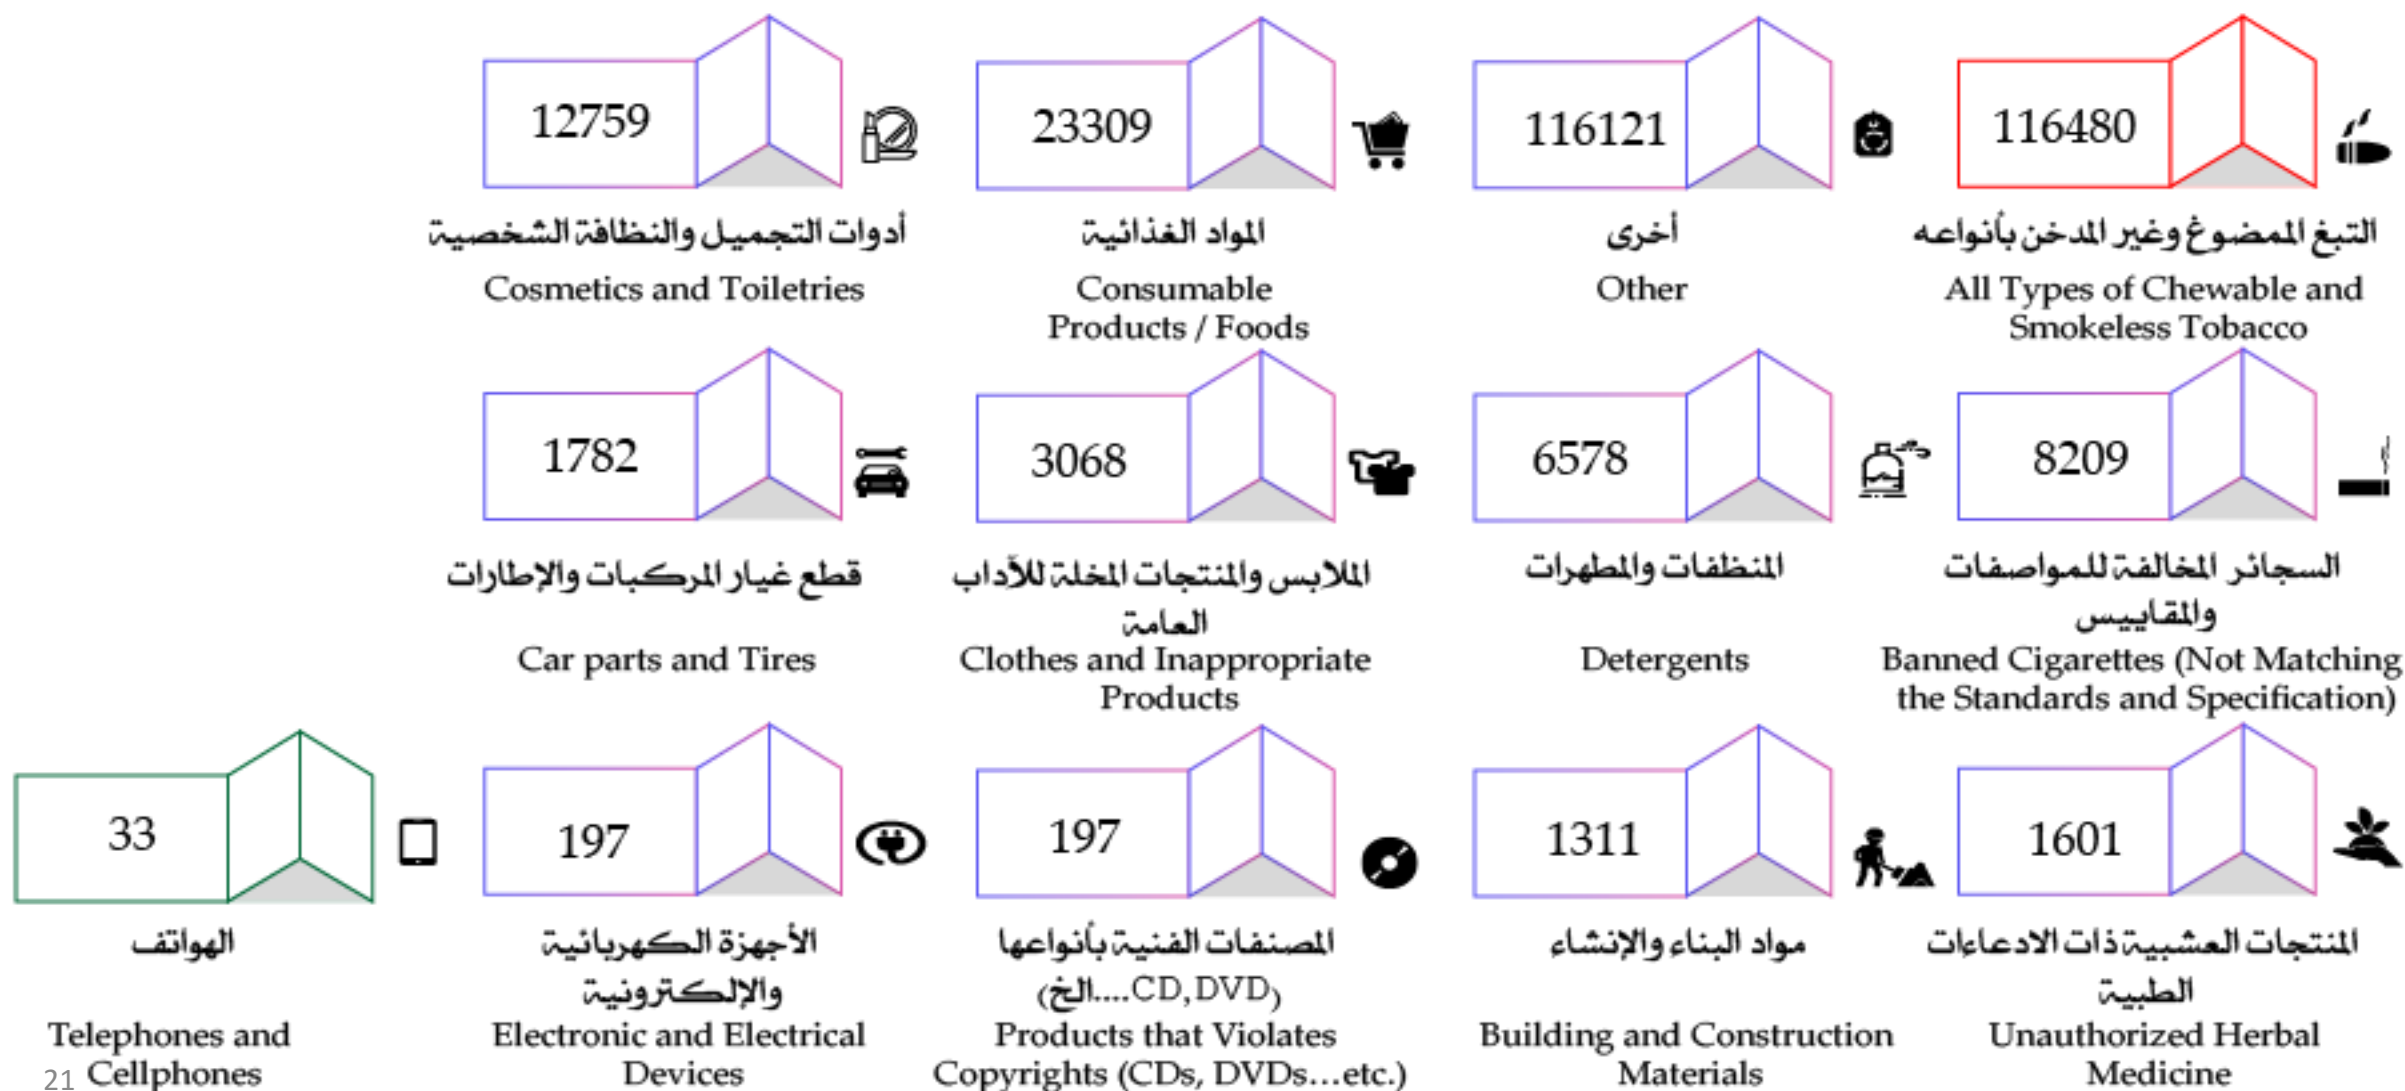 116480
التبغ الممضوغ وغير المدخن بأنواعه
All Types of Chewable and
Smokeless Tobacco
116121
أخرى
Other
23309
المواد الغذائية
Consumable
Products / Foods
12759
أدوات التجميل والنظافة الشخصية
Cosmetics and Toiletries
8209
السجائر المخالفة للمواصفات
والمقاييس
Banned Cigarettes (Not Matching
the Standards and Specification)
6578
المنظفات والمطهرات
Detergents
3068
الملابس والمنتجات المخلة للآداب
العامة
Clothes and Inappropriate
Products
1782
قطع غيار المركبات والإطارات
Car parts and Tires
1601
المنتجات العشبية ذات الادعاءات
الطبية
Unauthorized Herbal
Medicine
1311
مواد البناء والإنشاء
Building and Construction
Materials
197
المصنفات الفنية بأنواعها
(CD,DVD....الخ)
Products that Violates
Copyrights (CDs, DVDs...etc.)
197
الأجهزة الكهربائية
والإلكترونية
Electronic and Electrical
Devices
33
الهواتف
Telephones and
Cellphones
21